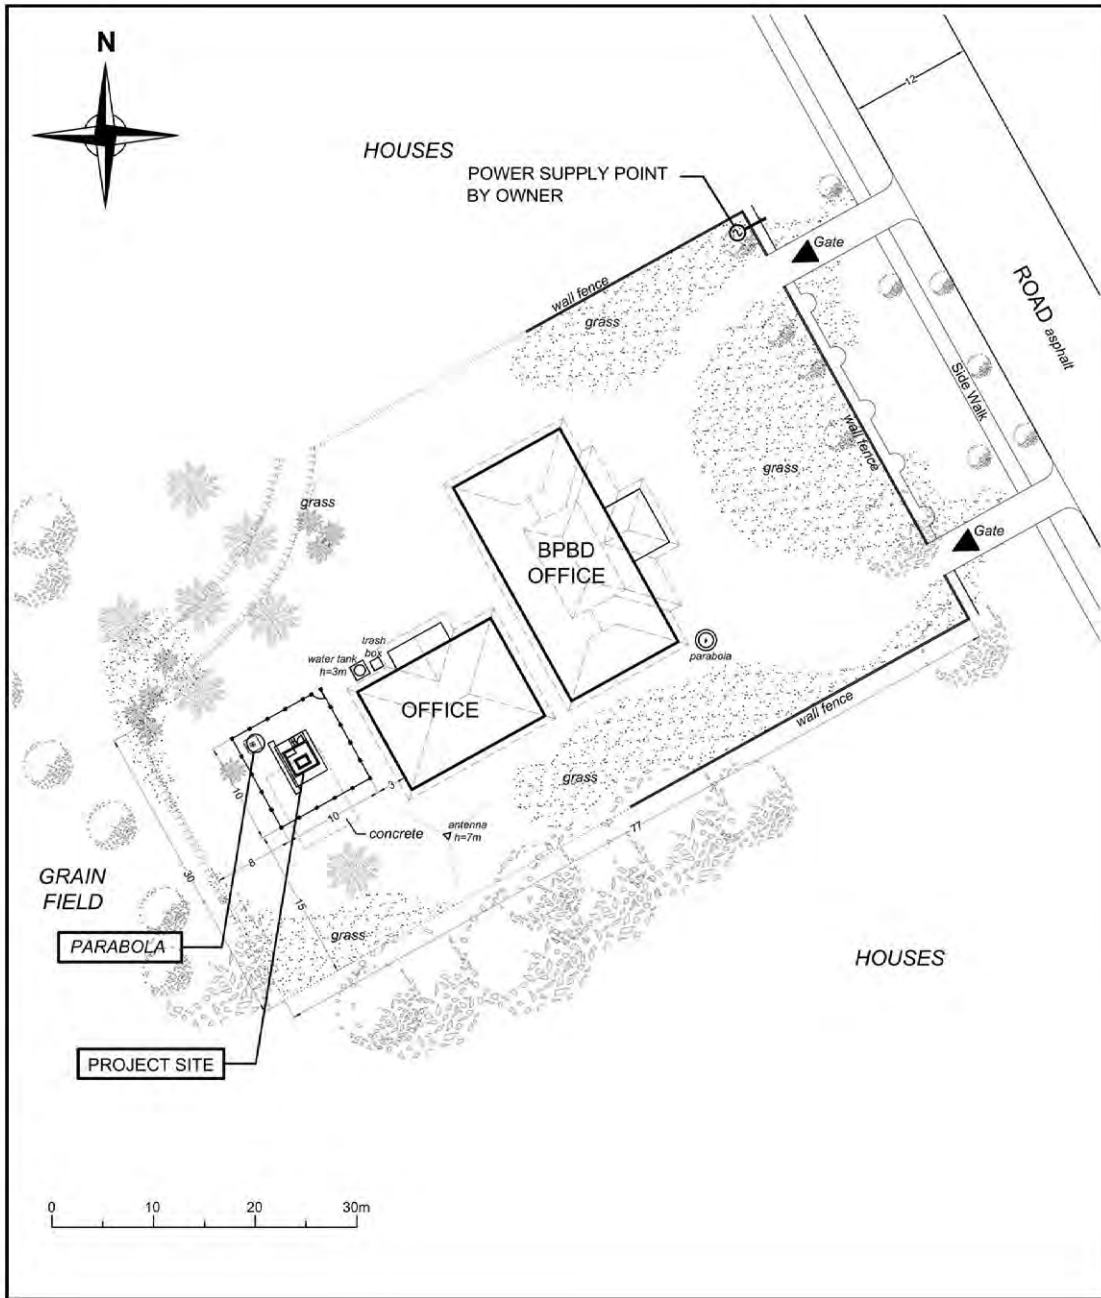 N
12
HOUSES
POWER SUPPLY POINT
BY OWNER
Gate
ROAD asphalt
wall fence
grass
Side Walk
wall fence
grass
grass
Gate
BPBD
OFFICE
trash
box
water tank
h=3m
parabola
OFFICE
wall fence
grass
3
10
10
concrete
antenna
h=7m
77
8
30
15
GRAIN
FIELD
PARABOLA
grass
HOUSES
PROJECT SITE
0 10 20 30m